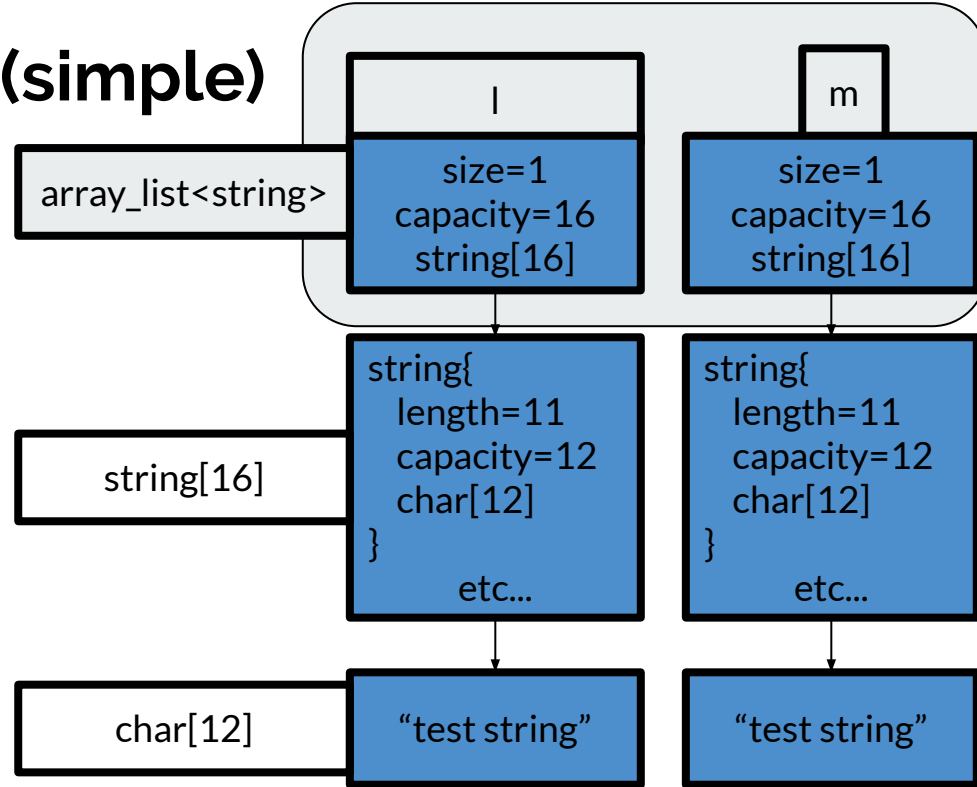 (simple)
l
m
array_list<string>
size=1
capacity=16
string[16]
size=1
capacity=16
string[16]
string[16]
string{
length=11
capacity=12
char[12]
}
etc...
string{
length=11
capacity=12
char[12]
}
etc...
char[12]
“test string”
“test string”